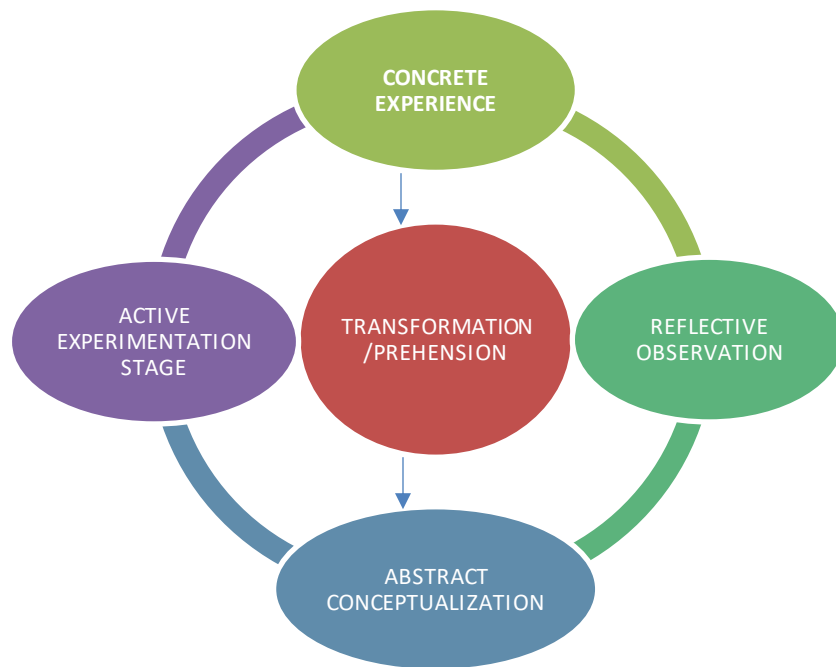 CONCRETE
EXPERIENCE
ACTIVE
EXPERIMENTATION
STAGE
TRANSFORMATION
/PREHENSION
REFLECTIVE
OBSERVATION
ABSTRACT
CONCEPTUALIZATION